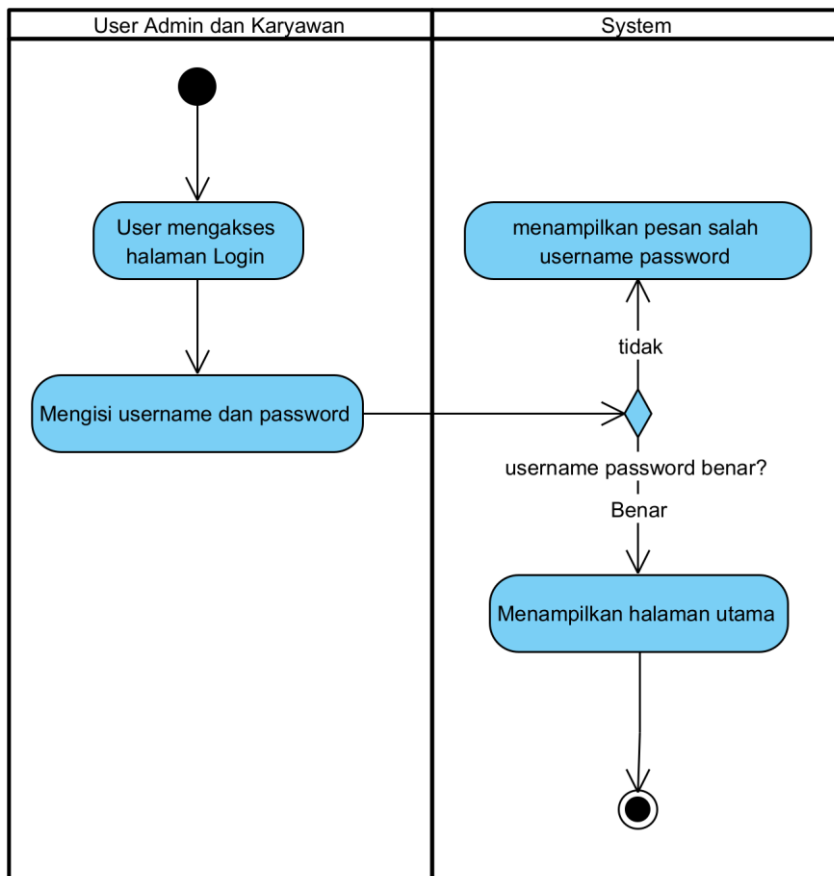 User Admin dan Karyawan
System
User mengakses
halaman Login
menampilkan pesan salah
username password
tidak
Mengisi username dan password
username password benar?
Benar
Menampilkan halaman utama